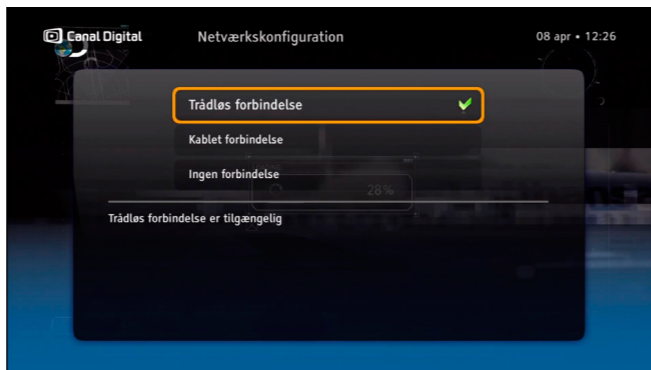 Canal Digital
Netværkskonfiguration
08 apr • 12:26
Trådløs forbindelse
Kablet forbindelse
Ingen forbindelse
28%
Trådløs forbindelse er tilgængelig